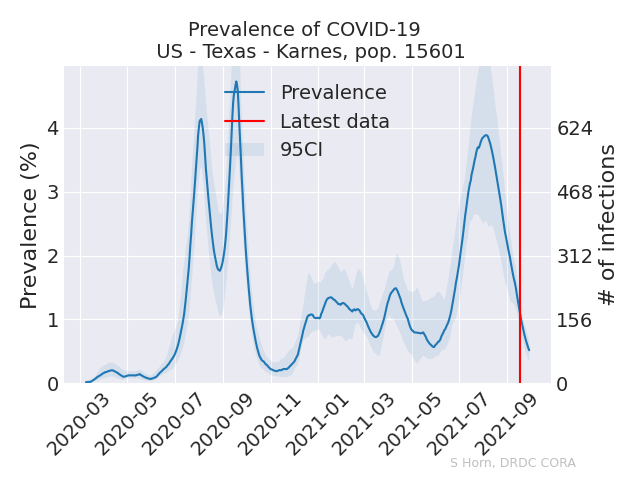 Prevalence of COVID-19
US - Texas - Karnes, pop. 15601
Prevalence
Latest data
95CI
Prevalence (%)
4
3
2
1
0
624
468
312
156
0
# of infections
2020-03
2020-05
2020-07
2020-09
2020-11
2021-01
2021-03
2021-05
2021-07
2021-09
S Horn, DRDC CORA